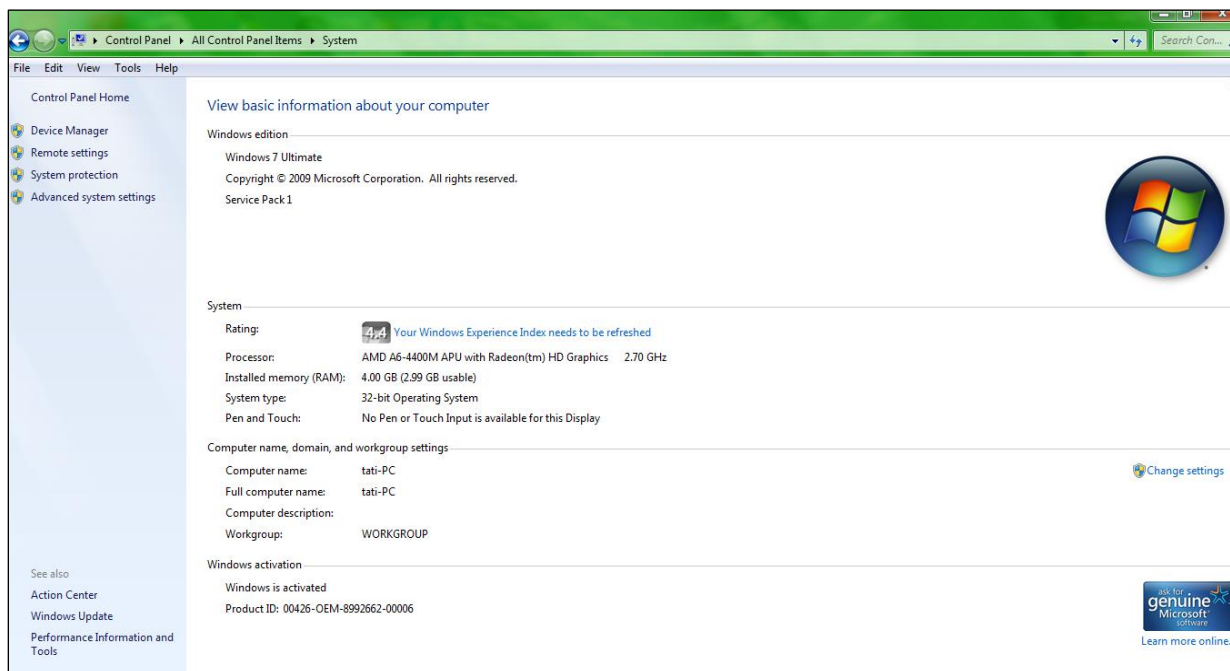 Control Panel ▸ All Control Panel Items ▸ System
Search Con...
File Edit View Tools Help
Control Panel Home
Device Manager
Remote settings
System protection
Advanced system settings
See also
Action Center
Windows Update
Performance Information and
Tools
View basic information about your computer
Windows edition
Windows 7 Ultimate
Copyright © 2009 Microsoft Corporation. All rights reserved.
Service Pack 1
System
Rating: 4,4 Your Windows Experience Index needs to be refreshed
Processor: AMD A6-4400M APU with Radeon(tm) HD Graphics 2.70 GHz
Installed memory (RAM): 4.00 GB (2.99 GB usable)
System type: 32-bit Operating System
Pen and Touch: No Pen or Touch Input is available for this Display
Computer name, domain, and workgroup settings
Computer name: tati-PC
Change settings
Full computer name: tati-PC
Computer description:
Workgroup: WORKGROUP
Windows activation
Windows is activated
Product ID: 00426-OEM-8992662-00006
ask for
genuine
Microsoft
software
Learn more online.